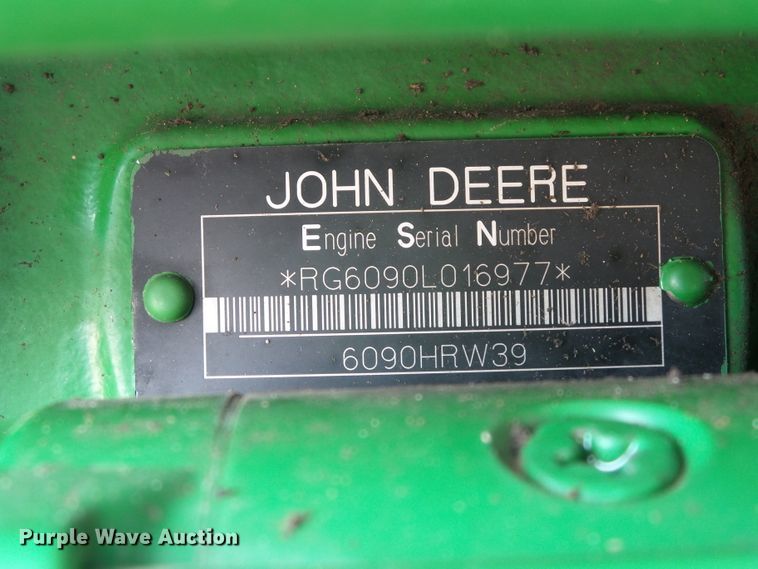 JOHN DEERE
Engine Serial Number
*RG6090L016977*
6090HRW39
Purple Wave Auction